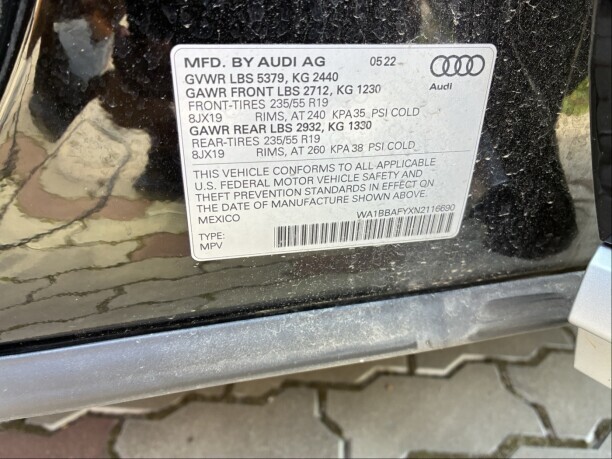 MFD. BY AUDI AG 0522
GVWR LBS 5379, KG 2440
GAWR FRONT LBS 2712, KG 1230
FRONT-TIRES 235/55 R19
8JX19 RIMS, AT 240 KPA35 PSI COLD
GAWR REAR LBS 2932, KG 1330
REAR-TIRES 235/55 R19
8JX19 RIMS, AT 260 KPA38 PSI COLD
Audi
THIS VEHICLE CONFORMS TO ALL APPLICABLE
U.S. FEDERAL MOTOR VEHICLE SAFETY AND
THEFT PREVENTION STANDARDS IN EFFECT ON
THE DATE OF MANUFACTURE SHOWN ABOVE.
MEXICO
WA1BBAFYXN2116690
TYPE:
MPV